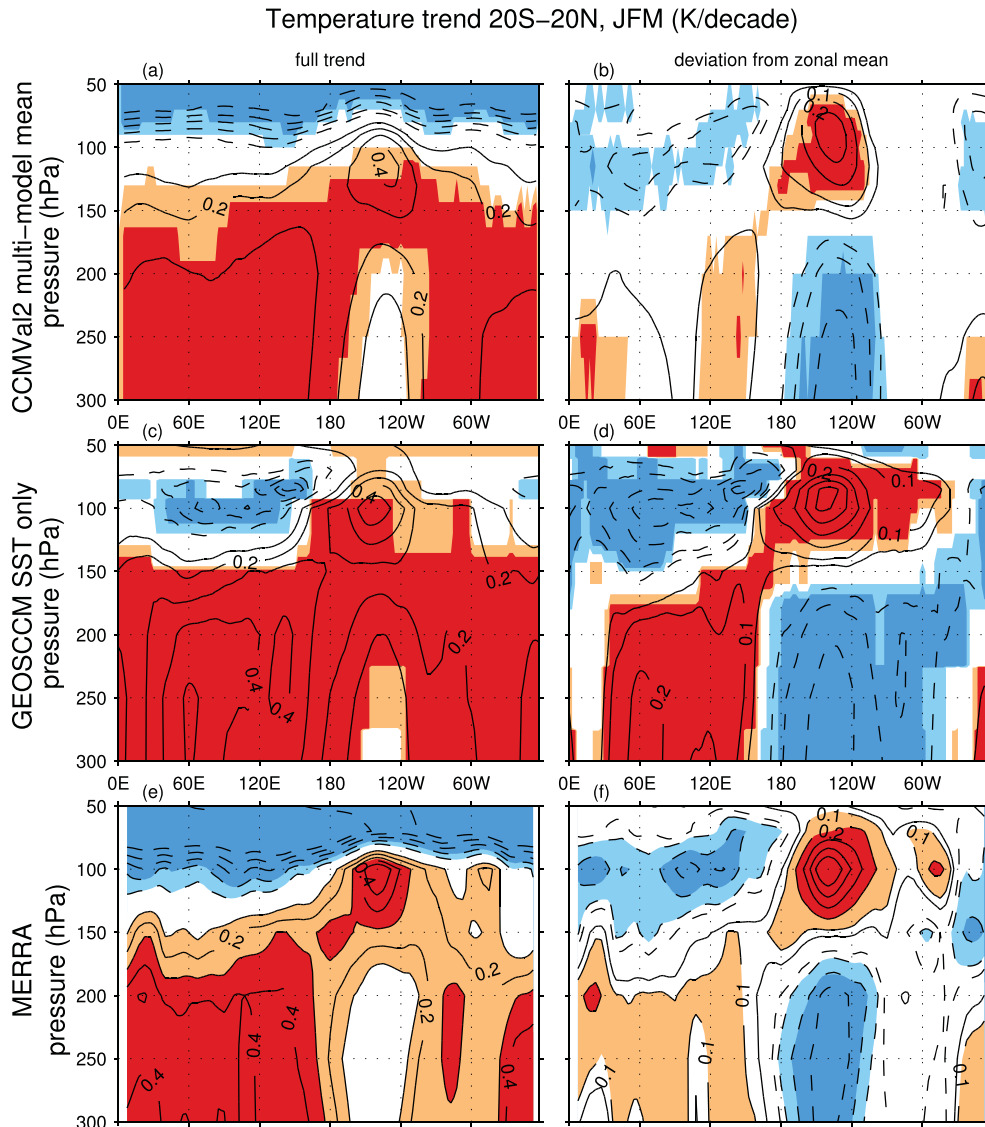 Temperature trend 20S−20N, JFM (K/decade)
full trend
deviation from zonal mean
(a)
(b)
CCMVal2 multi−model mean
pressure (hPa)
50
100
150
200
250
300
0.4
0.2
0.2
0.2
0.1
0.2
0E 60E 120E 180 120W 60W
0E 60E 120E 180 120W 60W
(c)
(d)
GEOSCCM SST only
pressure (hPa)
50
100
150
200
250
300
0.4
0.2
0.2
0.2
0.4
0.4
0.2
0.1
0.1
0.1
0.2
0E 60E 120E 180 120W 60W
0E 60E 120E 180 120W 60W
(e)
(f)
MERRA
pressure (hPa)
50
100
150
200
250
300
0.4
0.2
0.2
0.2
0.4
0.4
0.4
0.4
0.1
0.2
0.1
0.1
0.1
0.1
0.1